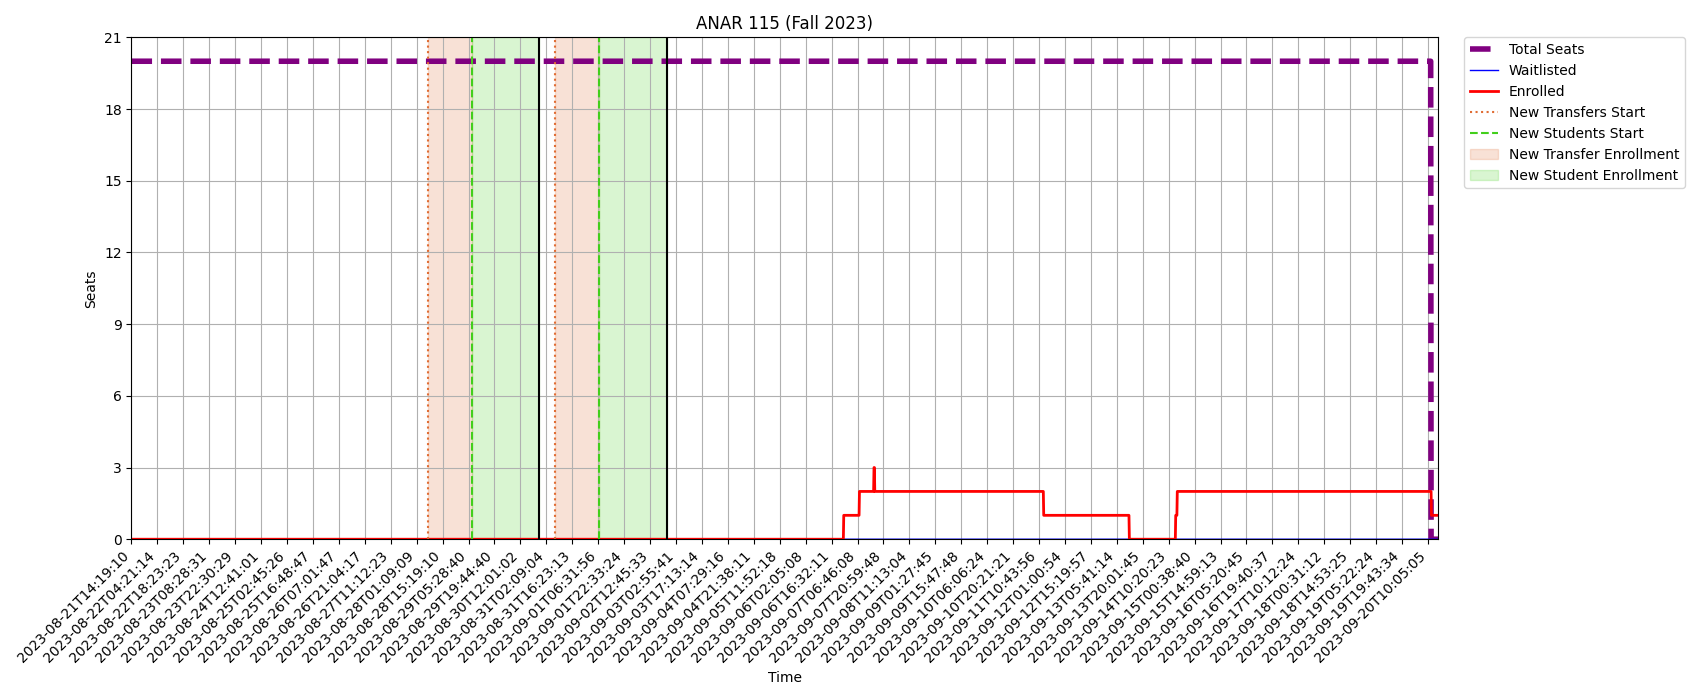 ANAR 115 (Fall 2023)
21
18
15
12
9
6
3
0
Seats
2023-08-21T14:19:10
2023-08-22T04:21:14
2023-08-22T18:23:23
2023-08-23T08:28:31
2023-08-23T22:30:29
2023-08-24T12:41:01
2023-08-25T02:45:26
2023-08-25T16:48:47
2023-08-26T07:01:47
2023-08-26T21:04:17
2023-08-27T11:12:23
2023-08-28T01:09:09
2023-08-28T15:19:10
2023-08-29T05:28:40
2023-08-29T19:44:40
2023-08-30T12:01:02
2023-08-31T02:09:04
2023-08-31T16:23:13
2023-09-01T06:31:56
2023-09-01T22:33:24
2023-09-02T12:45:33
2023-09-03T02:55:41
2023-09-03T17:13:14
2023-09-04T07:29:16
2023-09-04T21:38:11
2023-09-05T11:52:18
2023-09-06T02:05:08
2023-09-06T16:32:11
2023-09-07T06:46:08
2023-09-07T20:59:48
2023-09-08T11:13:04
2023-09-09T01:27:45
2023-09-09T15:47:48
2023-09-10T06:06:24
2023-09-10T20:21:21
2023-09-11T10:43:56
2023-09-12T01:00:54
2023-09-12T15:19:57
2023-09-13T05:41:14
2023-09-13T20:01:45
2023-09-14T10:20:23
2023-09-15T00:38:40
2023-09-15T14:59:13
2023-09-16T05:20:45
2023-09-16T19:40:37
2023-09-17T10:12:24
2023-09-18T00:31:12
2023-09-18T14:53:25
2023-09-19T05:22:24
2023-09-19T19:43:34
2023-09-20T10:05:05
Time
Total Seats
Waitlisted
Enrolled
New Transfers Start
New Students Start
New Transfer Enrollment
New Student Enrollment